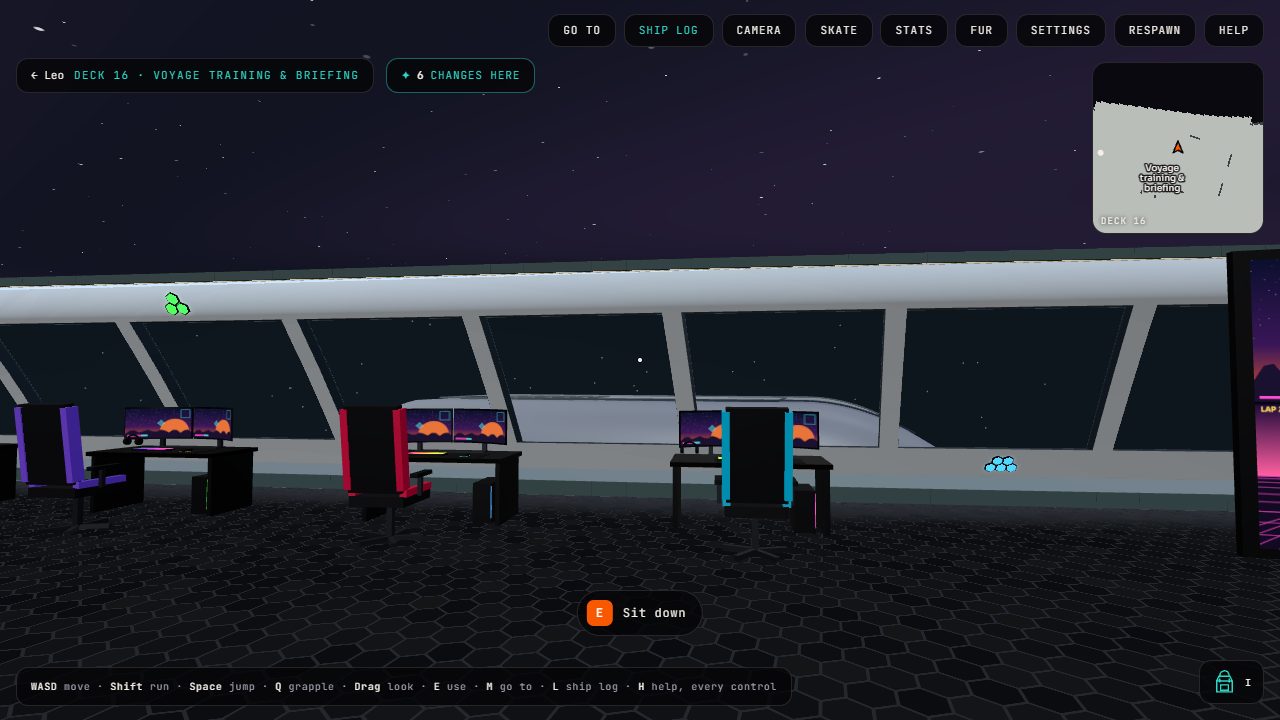 GO TO
SHIP LOG
CAMERA
SKATE
STATS
FUR
SETTINGS
RESPAWN
HELP
← Leo DECK 16 · VOYAGE TRAINING & BRIEFING
✦ 6 CHANGES HERE
Voyage
training &
briefing
DECK 16
LAP
E Sit down
WASD move · Shift run · Space jump · Q grapple · Drag look · E use · M go to · L ship log · H help, every control
I